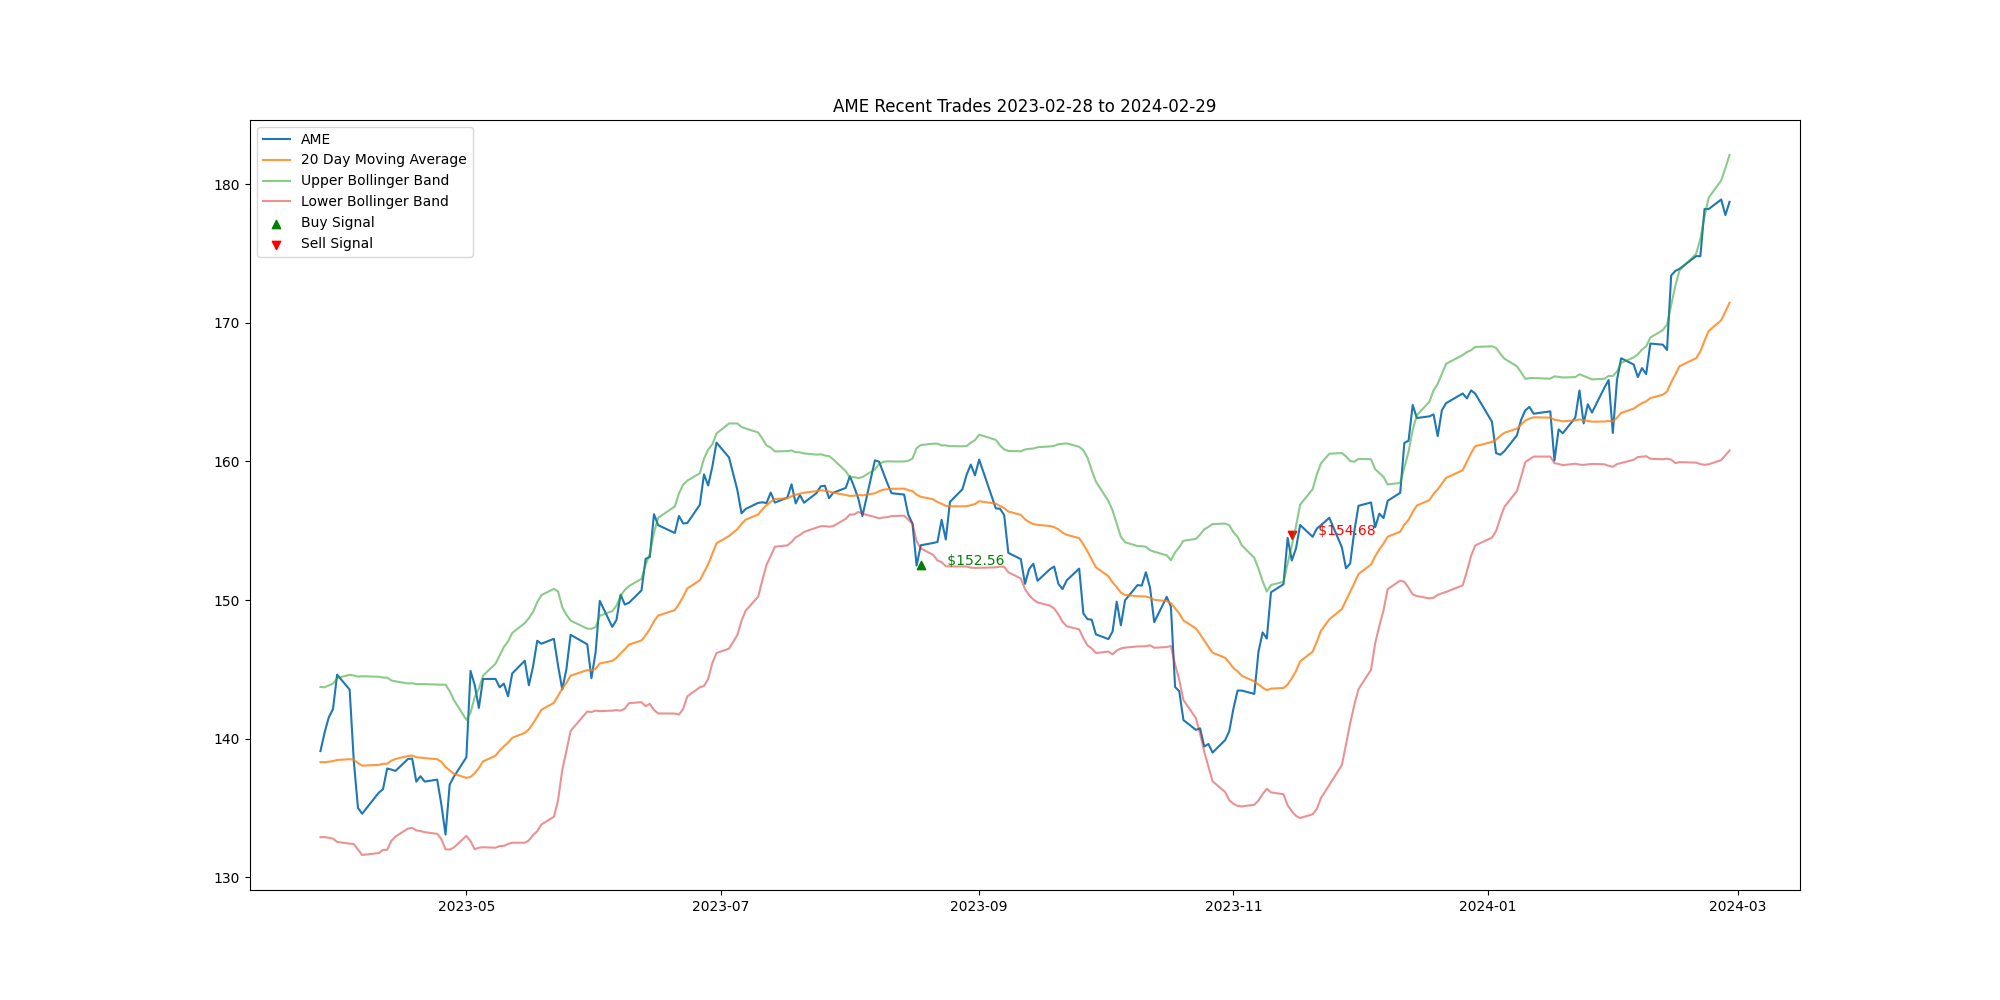 AME Recent Trades 2023-02-28 to 2024-02-29
AME
20 Day Moving Average
Upper Bollinger Band
Lower Bollinger Band
Buy Signal
Sell Signal
180
170
160
150
140
130
$152.56
$154.68
2023-05
2023-07
2023-09
2023-11
2024-01
2024-03